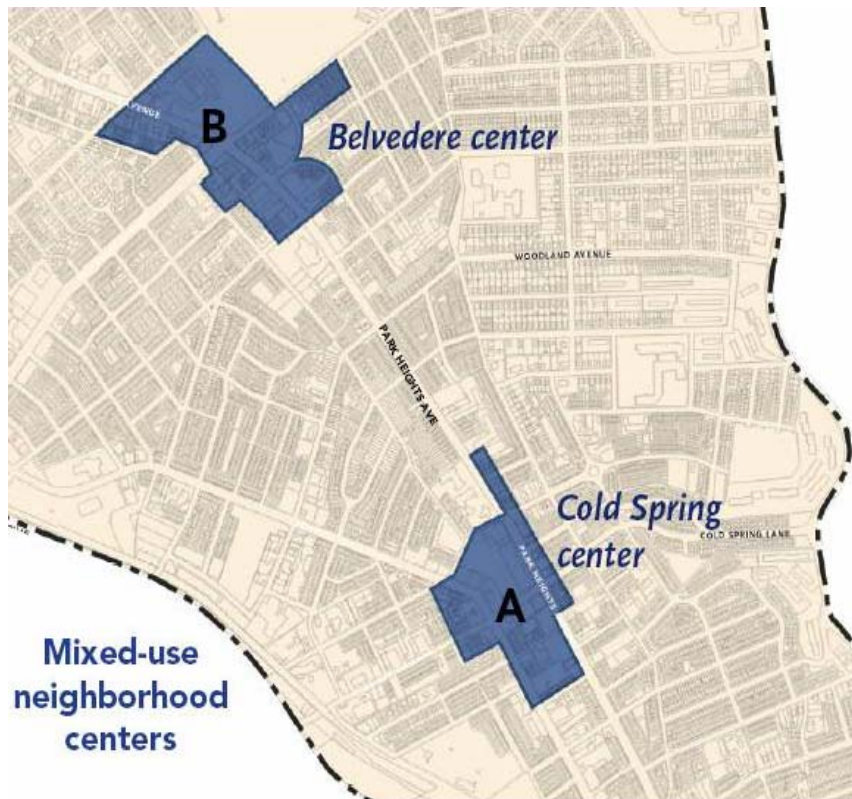 VENUE
B
Belvedere center
WOODLAND AVENUE
PARK HEIGHTS AVE
Cold Spring
center
COLD SPRING LANE
PARK HEIGHTS
A
Mixed-use
neighborhood
centers